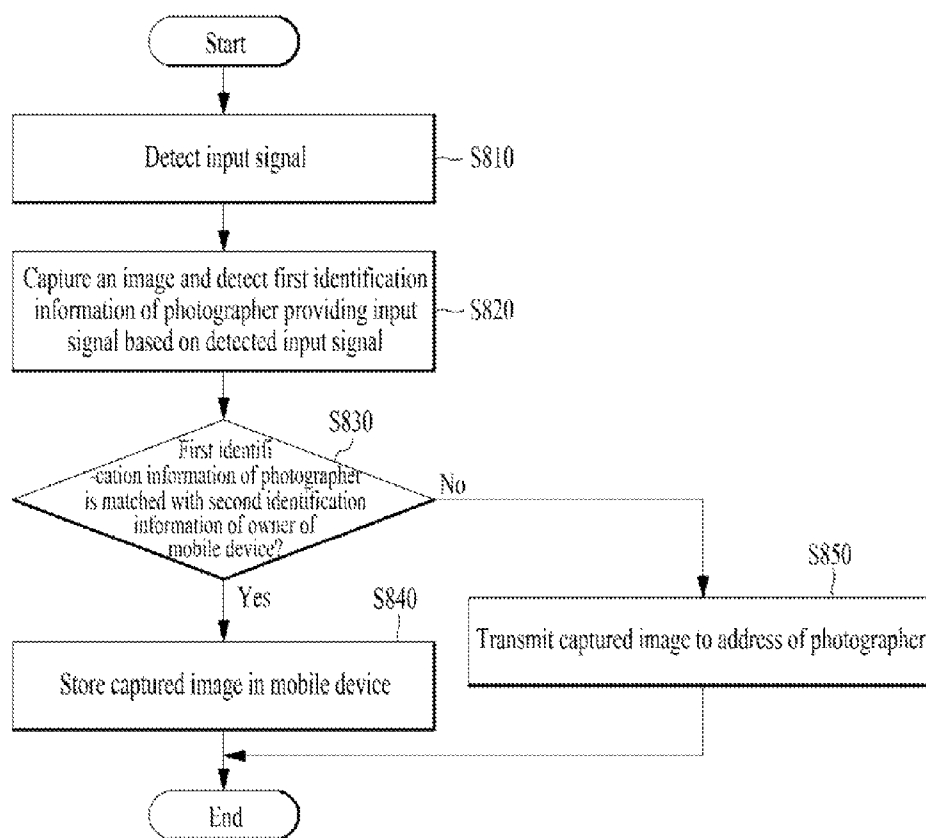 Start
Detect input signal
S810
Capture an image and detect first identification
information of photographer providing input
signal based on detected input signal
S820
S830
First identifi
-cation information of photographer
is matched with second identification
information of owner of
mobile device?
No
Yes
S840
Store captured image in mobile device
S850
Transmit captured image to address of photographer
End